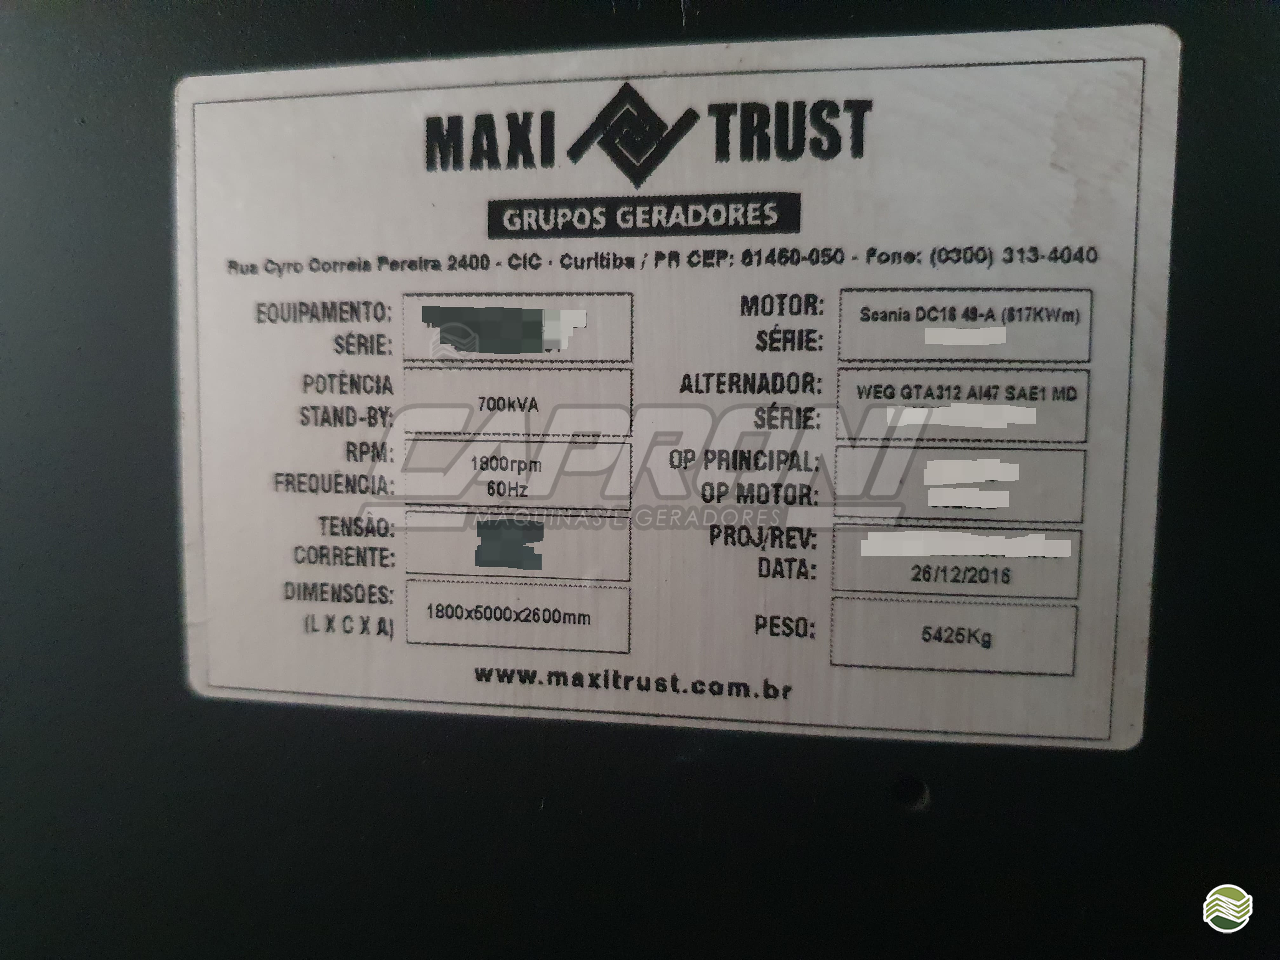 MAXI TRUST
GRUPOS GERADORES
Rua Cyro Correia Pereira 2400 - CIC - Curitiba / PR CEP: 81460-050 - Fone: (0300) 313-4040
EQUIPAMENTO:
SÉRIE:
POTÊNCIA
STAND-BY: 700kVA
RPM: 1800rpm
FREQUÊNCIA: 60Hz
TENSÃO:
CORRENTE:
DIMENSOES:
(L X C X A) 1800x5000x2600mm
MOTOR: Scania DC16 48-A (617KWm)
SÉRIE:
ALTERNADOR: WEG GTA312 AI47 SAE1 MD
SÉRIE:
OP PRINCIPAL:
OP MOTOR:
PROJ/REV:
DATA: 26/12/2016
PESO: 5425Kg
www.maxitrust.com.br
CAPRONI
MÁQUINAS E GERADORES